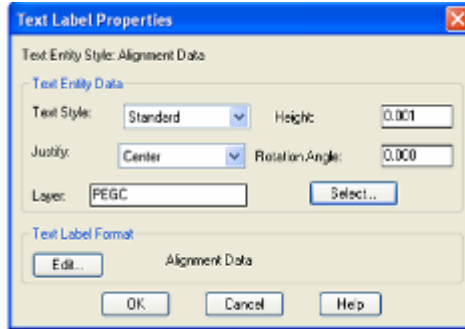 Text Label Properties
Text Entity Style: Alignment Data
Text Entity Data
Text Style: Standard Height: 0.001
Justify: Center Rotation Angle: 0.000
Layer: PEGC Select...
Text Label Format
Edit... Alignment Data
OK Cancel Help